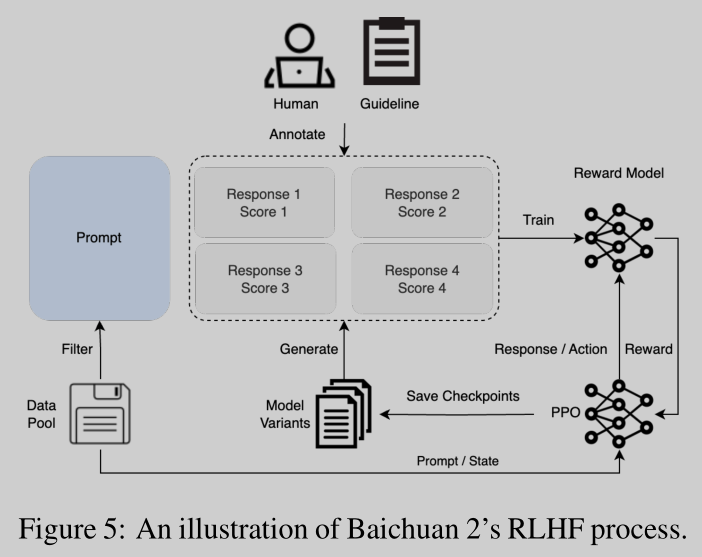 Human
Guideline
Annotate
Reward Model
Prompt
Response 1
Score 1
Response 2
Score 2
Train
Response 3
Score 3
Response 4
Score 4
Filter
Generate
Response / Action
Reward
Data
Pool
Model
Variants
Save Checkpoints
PPO
Prompt / State
Figure 5: An illustration of Baichuan 2's RLHF process.